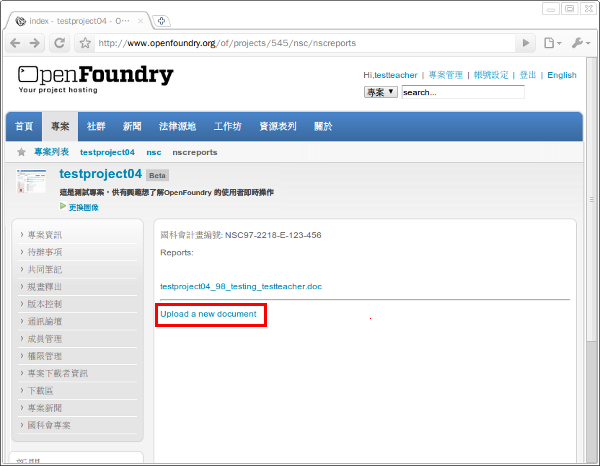 index - testproject04 - O...
http://www.openfoundry.org/of/projects/545/nsc/nscreports
OpenFoundry
Your project hosting
Hi,testteacher | 專案管理 | 帳號設定 | 登出 | English
專案 search...
首頁 專案 社群 新聞 法律源地 工作坊 資源表列 關於
專案列表 testproject04 nsc nscreports
testproject04 Beta
這是測試專案，供有興趣想了解OpenFoundry 的使用者即時操作
更換圖像
專案資訊
待辦事項
共同筆記
規畫釋出
版本控制
通訊論壇
成員管理
權限管理
專案下載者資訊
下載區
專案新聞
國科會專案
國科會計畫編號: NSC97-2218-E-123-456
Reports:
testproject04_98_testing_testteacher.doc
Upload a new document